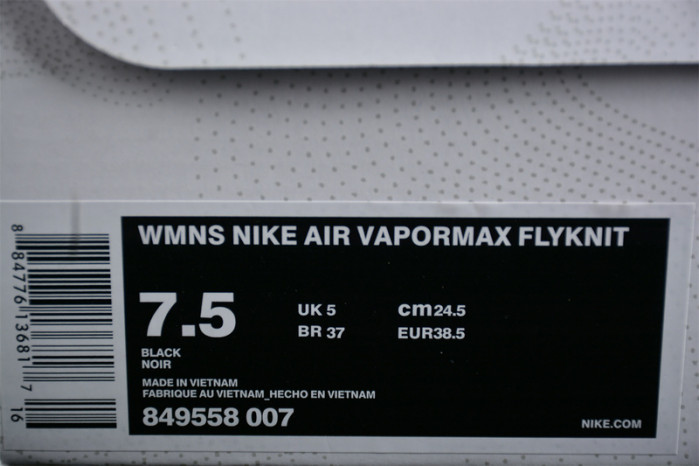 WMNS NIKE AIR VAPORMAX FLYKNIT
7.5
UK 5 cm24.5
BR 37 EUR38.5
BLACK
NOIR
MADE IN VIETNAM
FABRIQUE AU VIETNAM_HECHO EN VIETNAM
849558 007
NIKE.COM
8 84776 13681 7 16